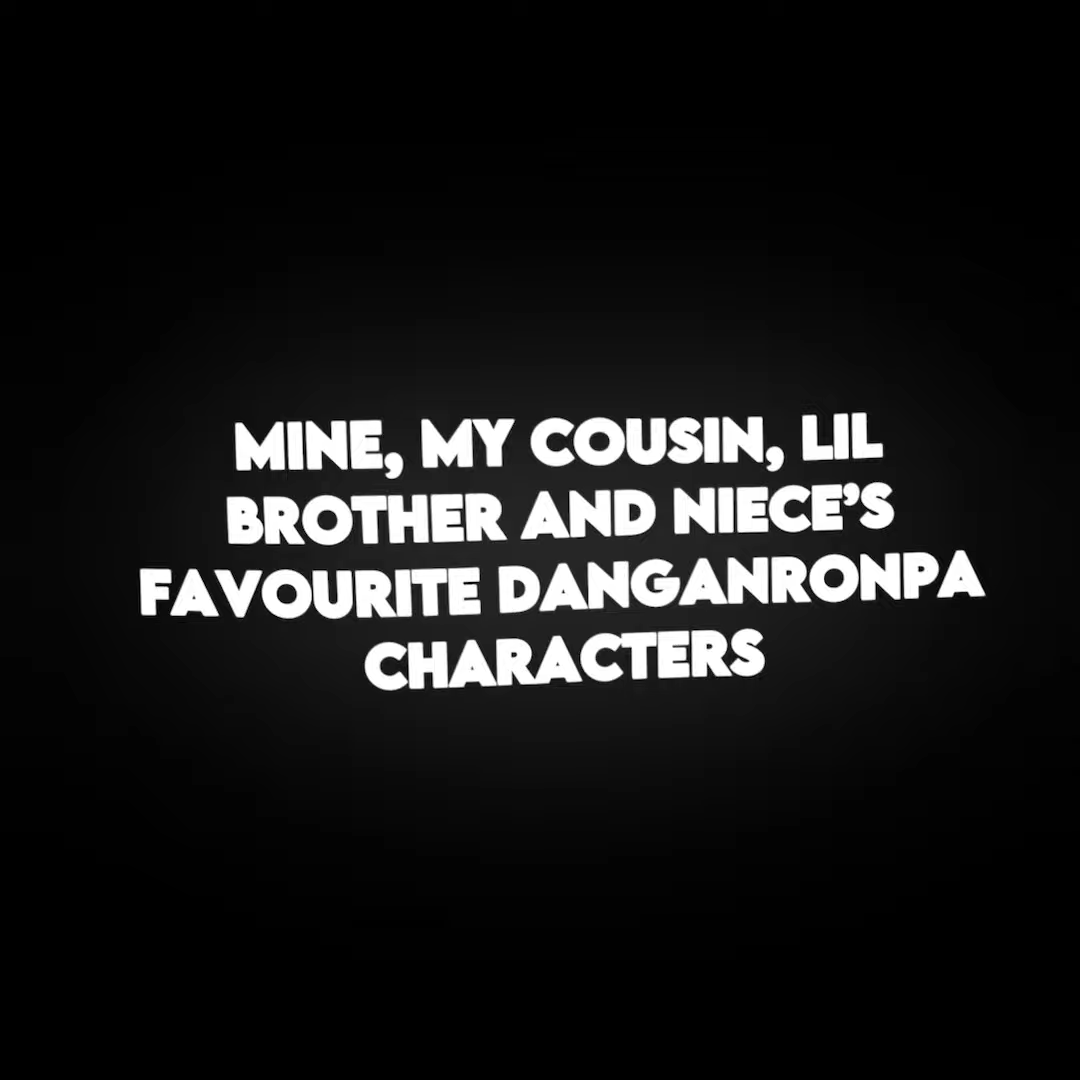 MINE, MY COUSIN, LIL
BROTHER AND NIECE’S
FAVOURITE DANGANRONPA
CHARACTERS